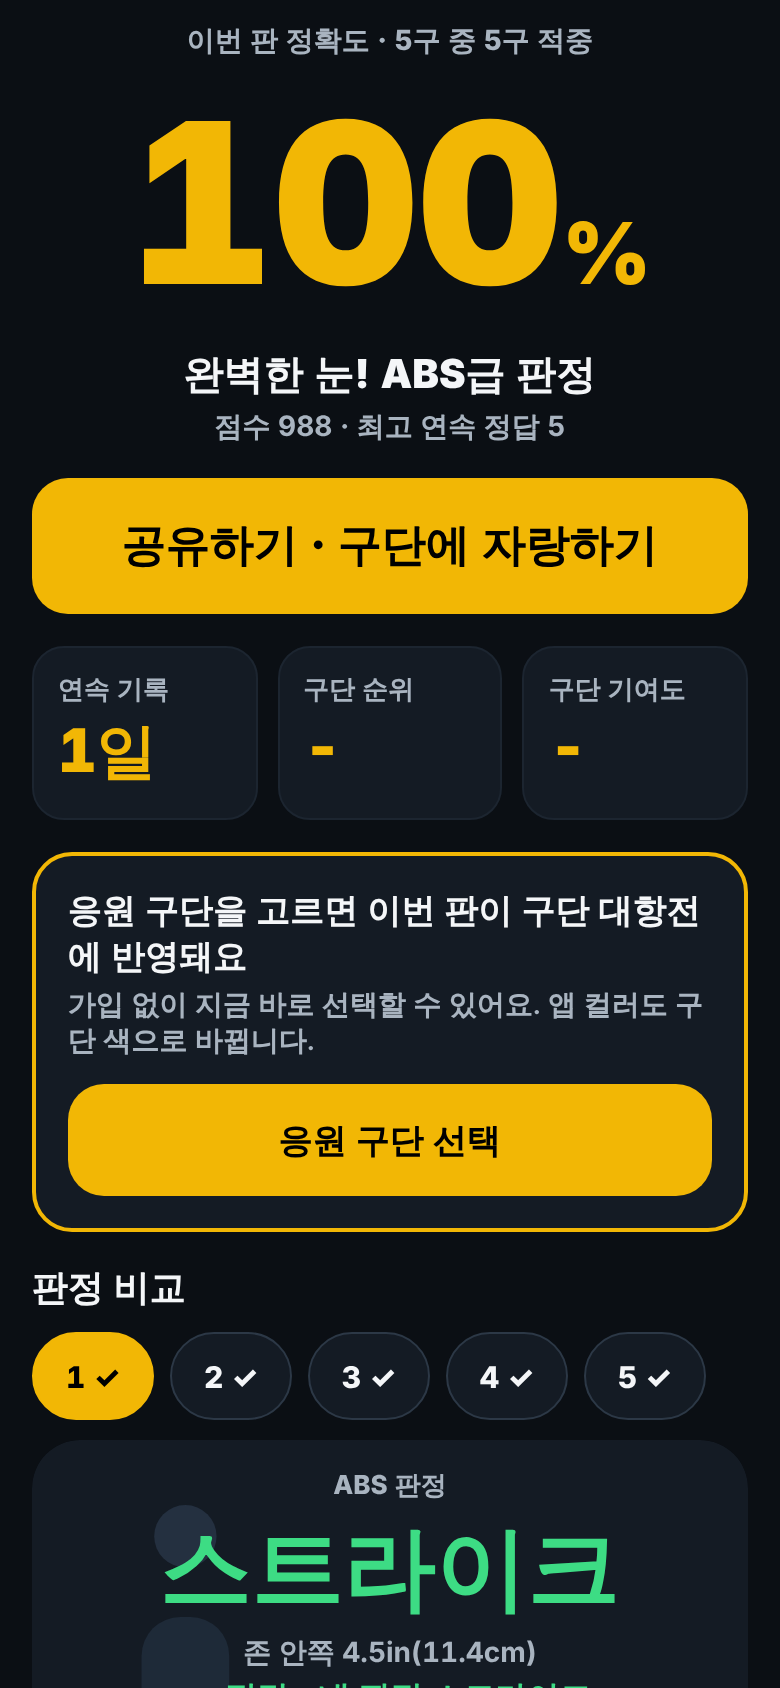 이번 판 정확도 · 5구 중 5구 적중
100%
완벽한 눈! ABS급 판정
점수 988 · 최고 연속 정답 5
공유하기 · 구단에 자랑하기
연속 기록
1일
구단 순위
-
구단 기여도
-
응원 구단을 고르면 이번 판이 구단 대항전
에 반영돼요
가입 없이 지금 바로 선택할 수 있어요. 앱 컬러도 구
단 색으로 바뀝니다.
응원 구단 선택
판정 비교
1 ✓
2 ✓
3 ✓
4 ✓
5 ✓
ABS 판정
스트라이크
존 안쪽 4.5in(11.4cm)